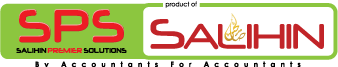 SPS
SALIHIN PREMIER SOLUTIONS
product of
SALIHIN
By Accountants For Accountants